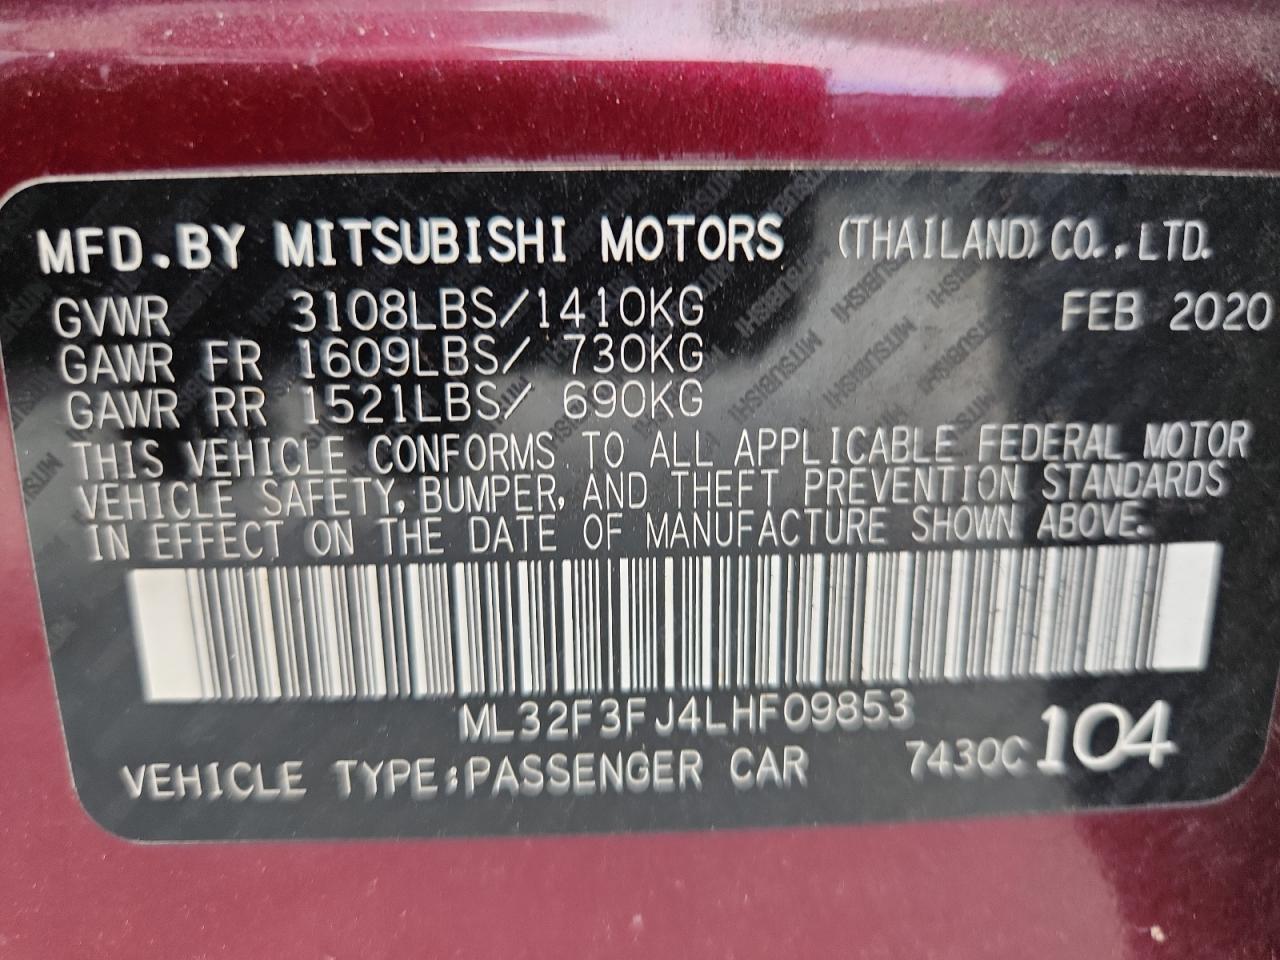 MFD.BY MITSUBISHI MOTORS (THAILAND) CO.,LTD.
GVWR 3108LBS/1410KG FEB 2020
GAWR FR 1609LBS/ 730KG
GAWR RR 1521LBS/ 690KG
THIS VEHICLE CONFORMS TO ALL APPLICABLE FEDERAL MOTOR
VEHICLE SAFETY, BUMPER, AND THEFT PREVENTION STANDARDS
IN EFFECT ON THE DATE OF MANUFACTURE SHOWN ABOVE.
ML32F3FJ4LHF09853
VEHICLE TYPE:PASSENGER CAR 7430C 104